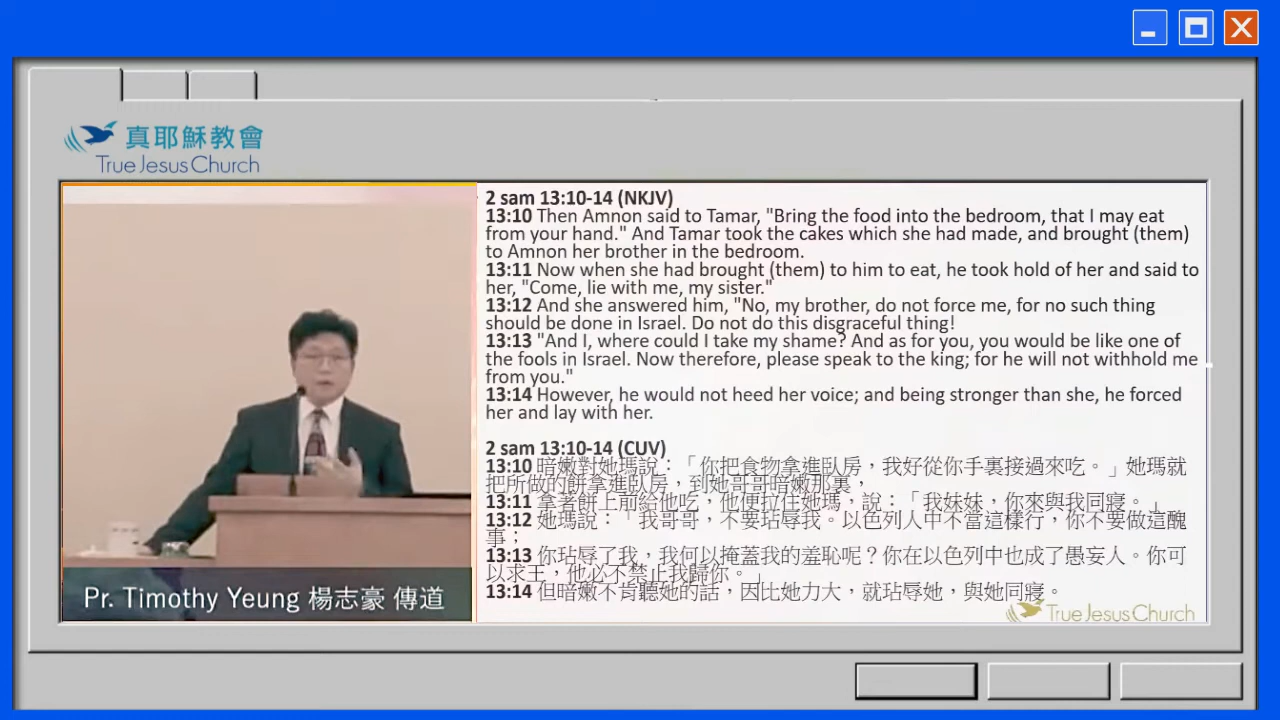 真耶穌教會
True Jesus Church
2 sam 13:10-14 (NKJV)
13:10 Then Amnon said to Tamar, "Bring the food into the bedroom, that I may eat
from your hand." And Tamar took the cakes which she had made, and brought (them)
to Amnon her brother in the bedroom.
13:11 Now when she had brought (them) to him to eat, he took hold of her and said to
her, "Come, lie with me, my sister."
13:12 And she answered him, "No, my brother, do not force me, for no such thing
should be done in Israel. Do not do this disgraceful thing!
13:13 "And I, where could I take my shame? And as for you, you would be like one of
the fools in Israel. Now therefore, please speak to the king; for he will not withhold me
from you."
13:14 However, he would not heed her voice; and being stronger than she, he forced
her and lay with her.
2 sam 13:10-14 (CUV)
13:10 暗嫩對她瑪說：「你把食物拿進臥房，我好從你手裏接過來吃。」她瑪就
把所做的餅拿進臥房，到她哥哥暗嫩那裏，
13:11 拿著餅上前給他吃，他便拉住她瑪，說：「我妹妹，你來與我同寢。」
13:12 她瑪說：「我哥哥，不要玷辱我。以色列人中不當這樣行，你不要做這醜
事；
13:13 你玷辱了我，我何以掩蓋我的羞恥呢？你在以色列中也成了愚妄人。你可
以求王，他必不禁止我歸你。」
13:14 但暗嫩不肯聽她的話，因比她力大，就玷辱她，與她同寢。
Pr. Timothy Yeung 楊志豪 傳道
True Jesus Church